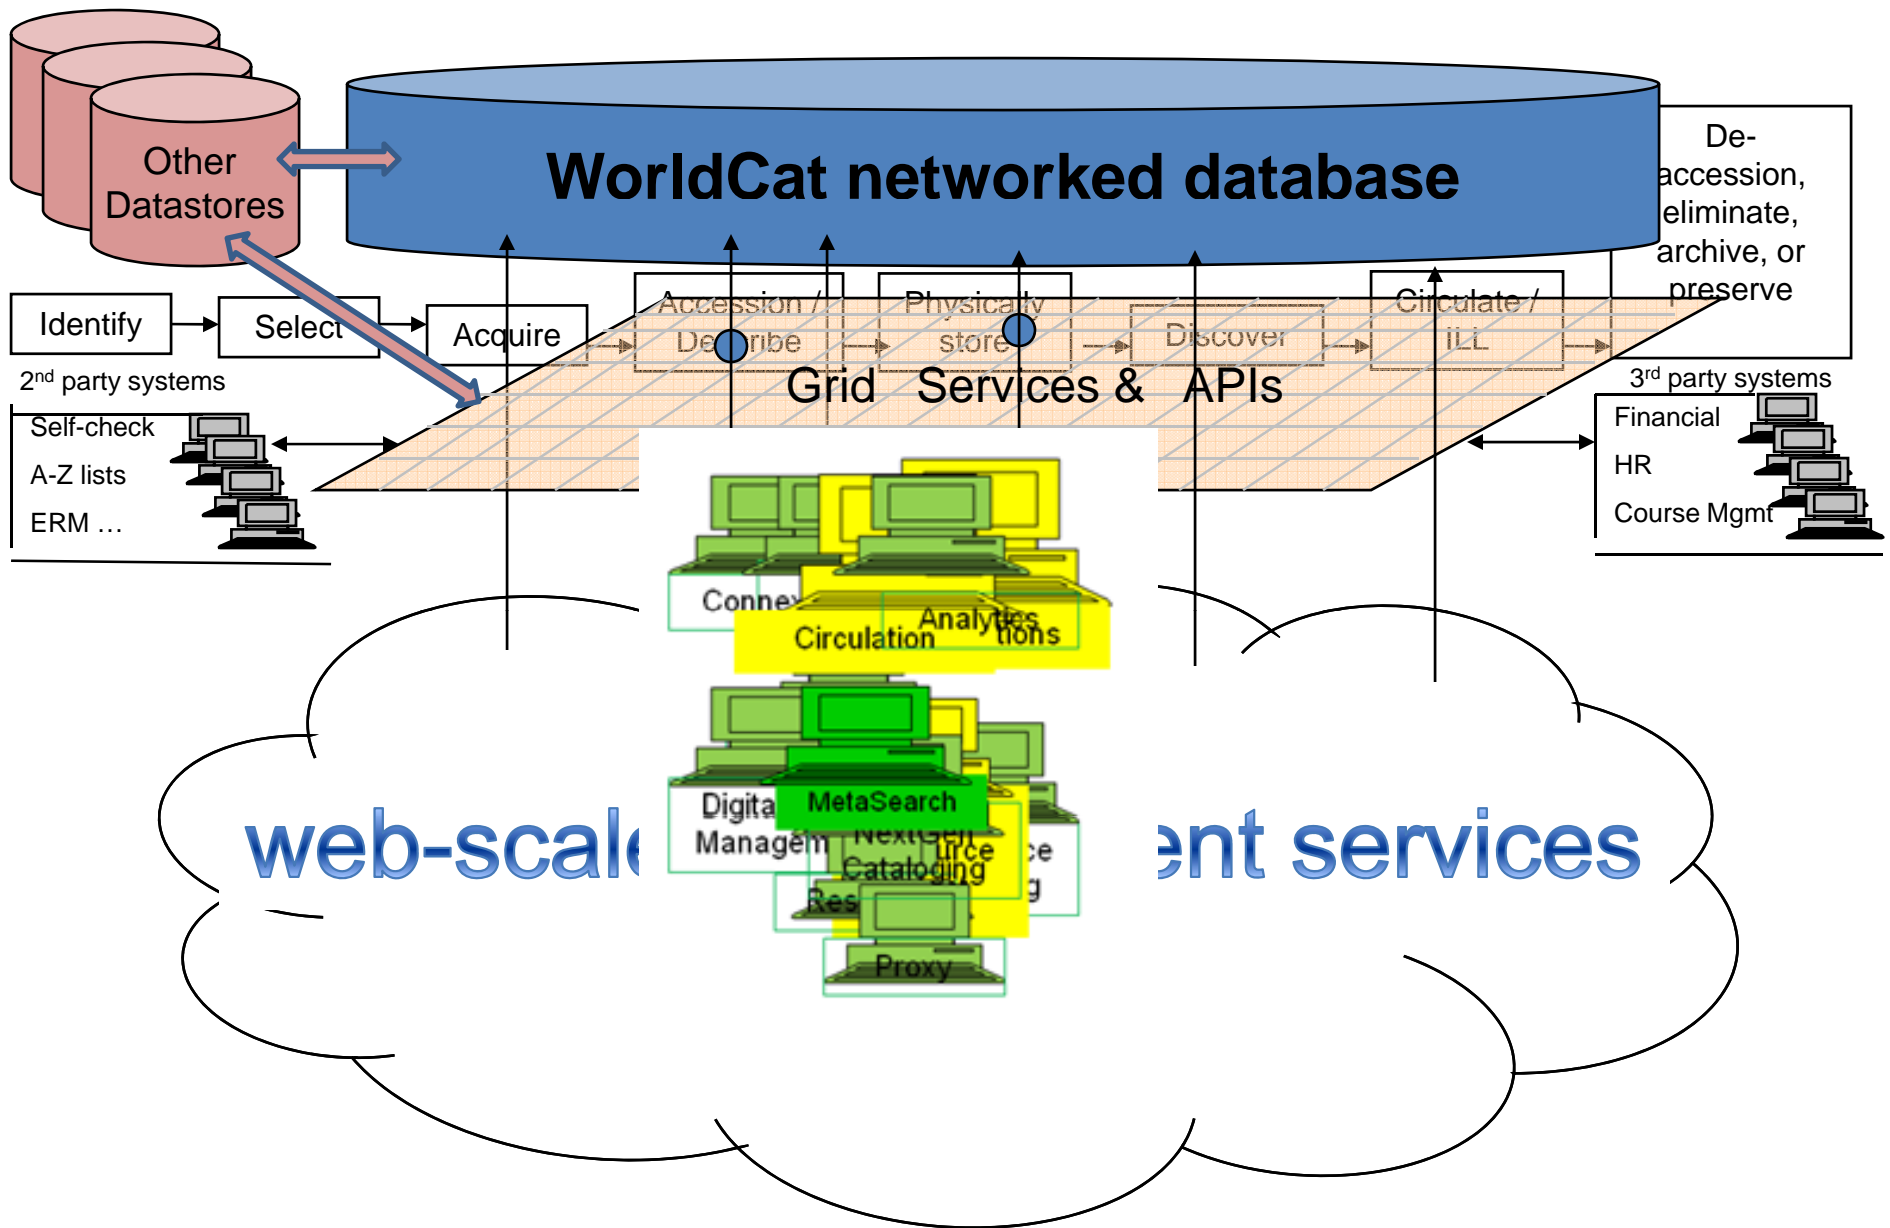 Other
Datastores
WorldCat networked database
De-
accession,
eliminate,
archive, or
preserve
Identify
Select
Acquire
Accession /
Describe
Physically
store
Discover
Circulate /
ILL
Grid Services & APIs
2nd party systems
Self-check
A-Z lists
ERM …
3rd party systems
Financial
HR
Course Mgmt
Circulation
Analytics
MetaSearch
NextGen
Cataloging
Proxy
web-scale
services